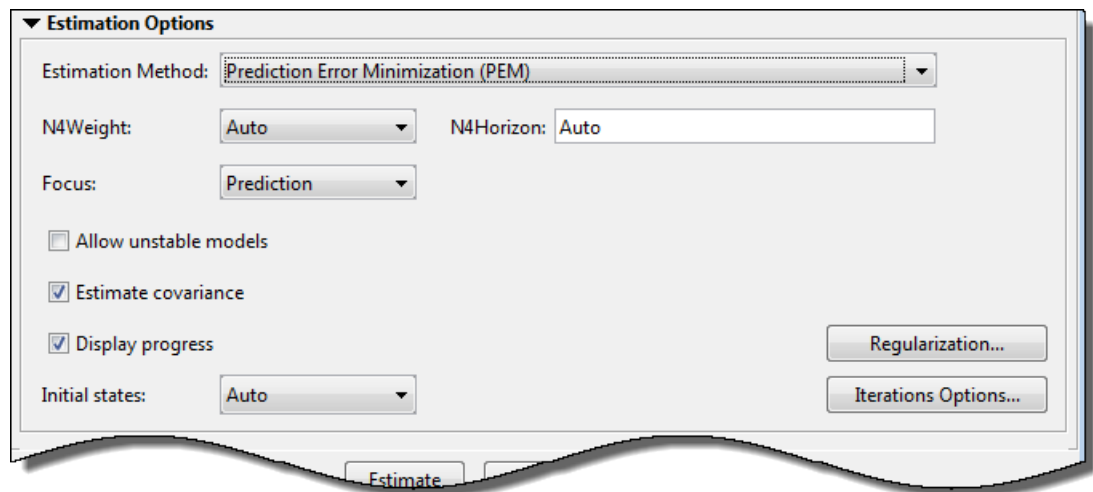 Estimation Options
Estimation Method: Prediction Error Minimization (PEM)
N4Weight: Auto N4Horizon: Auto
Focus: Prediction
Allow unstable models
Estimate covariance
Display progress
Regularization...
Initial states: Auto
Iterations Options...
Estimate